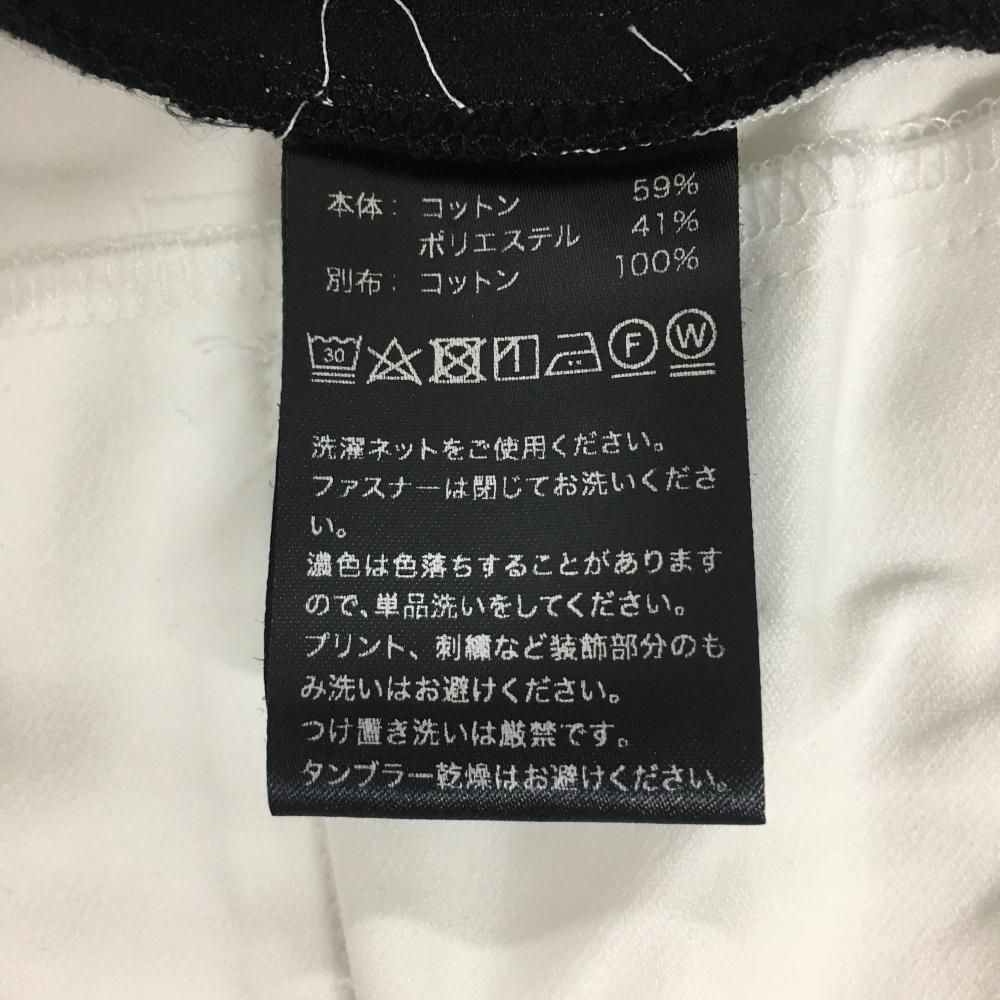 本体: コットン 59%
ポリエステル 41%
別布: コットン 100%
30 F W
洗濯ネットをご使用ください。
ファスナーは閉じてお洗いくださ
い。
濃色は色落ちすることがあります
ので、単品洗いをしてください。
プリント、刺繍など装飾部分のも
み洗いはお避けください。
つけ置き洗いは厳禁です。
タンブラー乾燥はお避けください。